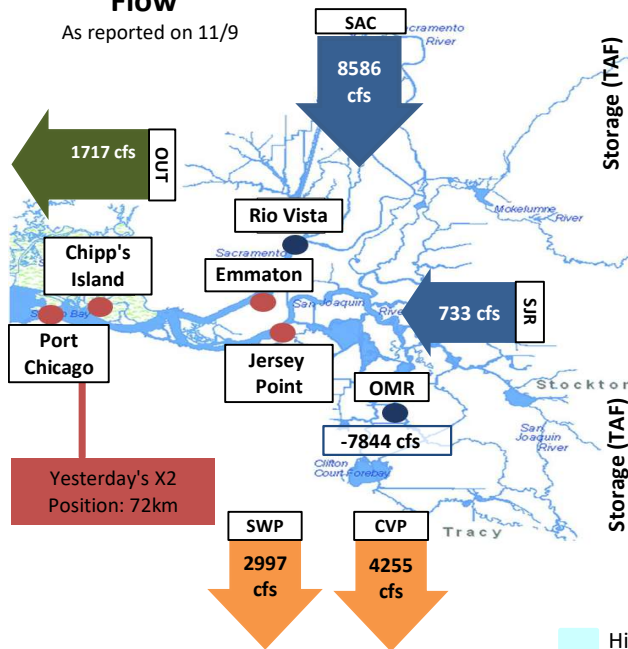 Flow
As reported on 11/9
SAC
Sacramento
River
8586
cfs
Storage (TAF)
1717 cfs
OUT
Mokelumne
River
Rio Vista
Chipp's
Island
Sacramento
Emmaton
San Joaquin
River
733 cfs
SJR
Port
Chicago
Jersey
Point
OMR
Stockton
-7844 cfs
San
Joaquin
River
Clifton
Court Forebay
Storage (TAF)
Yesterday's X2
Position: 72km
Tracy
SWP
CVP
2997
cfs
4255
cfs